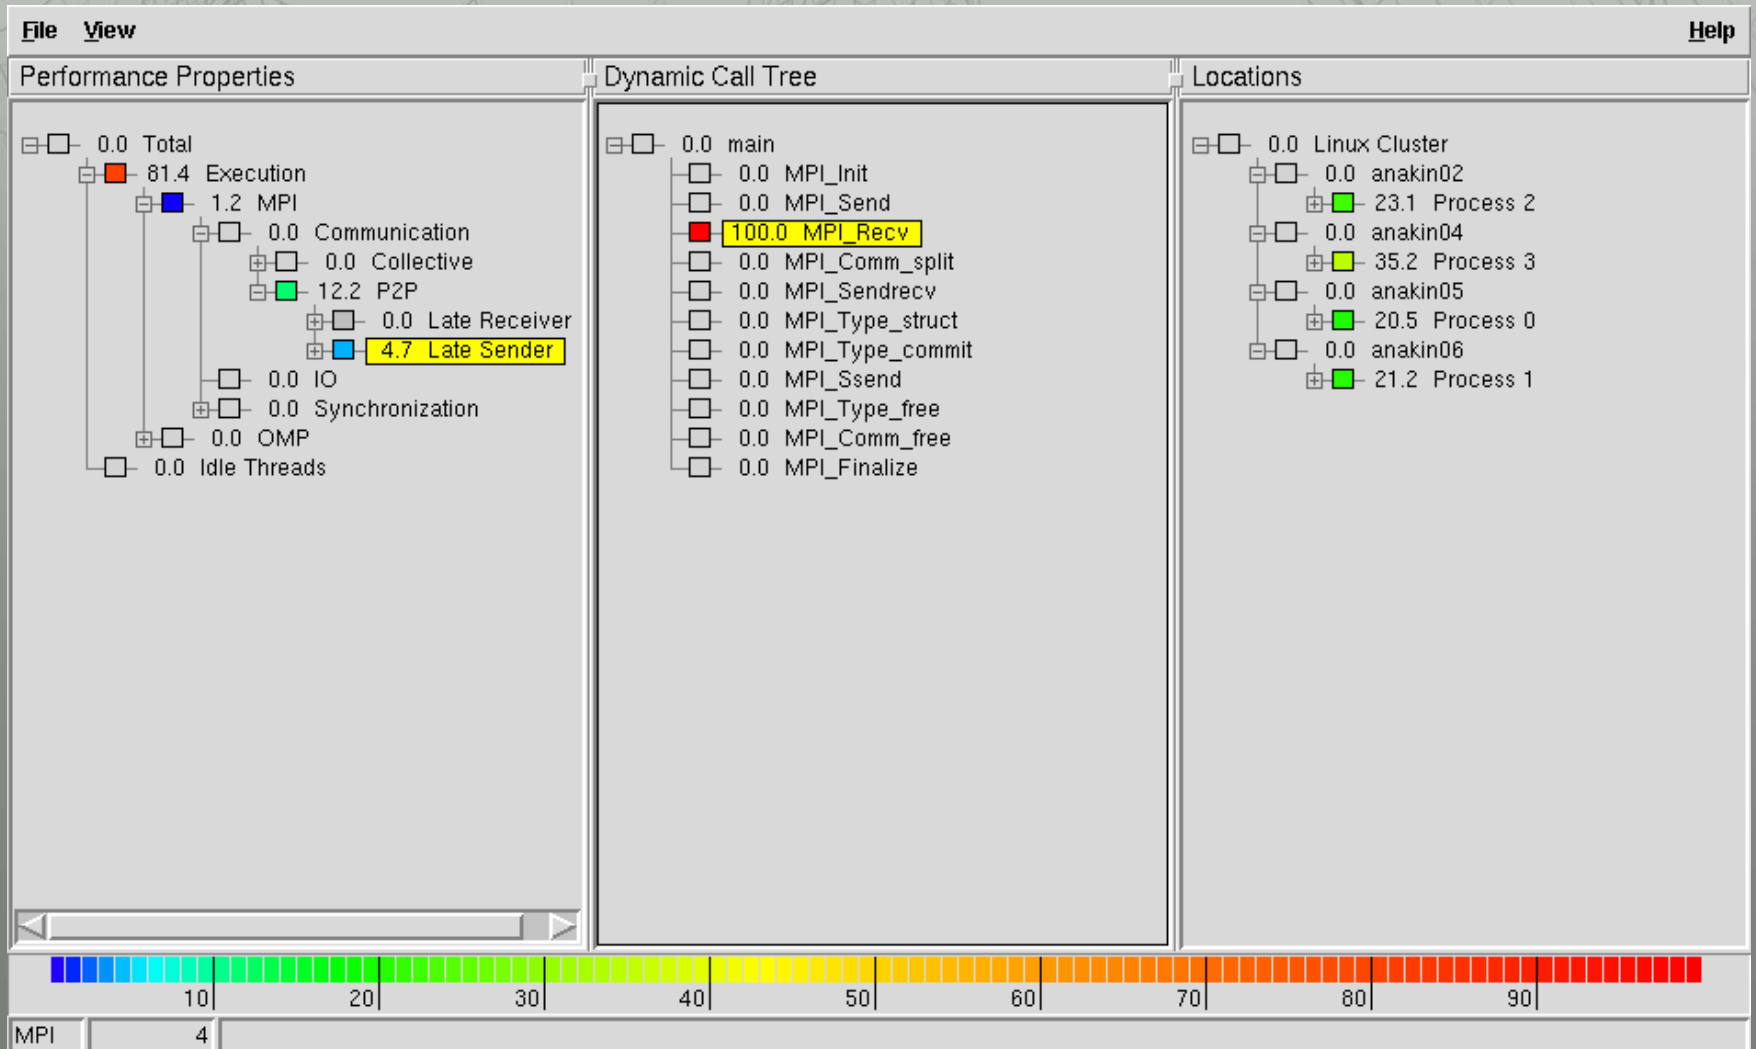 File View Help
Performance Properties
0.0 Total
81.4 Execution
1.2 MPI
0.0 Communication
0.0 Collective
12.2 P2P
0.0 Late Receiver
4.7 Late Sender
0.0 IO
0.0 Synchronization
0.0 OMP
0.0 Idle Threads
Dynamic Call Tree
0.0 main
0.0 MPI_Init
0.0 MPI_Send
100.0 MPI_Recv
0.0 MPI_Comm_split
0.0 MPI_Sendrecv
0.0 MPI_Type_struct
0.0 MPI_Type_commit
0.0 MPI_Ssend
0.0 MPI_Type_free
0.0 MPI_Comm_free
0.0 MPI_Finalize
Locations
0.0 Linux Cluster
0.0 anakin02
23.1 Process 2
0.0 anakin04
35.2 Process 3
0.0 anakin05
20.5 Process 0
0.0 anakin06
21.2 Process 1
10 20 30 40 50 60 70 80 90
MPI 4